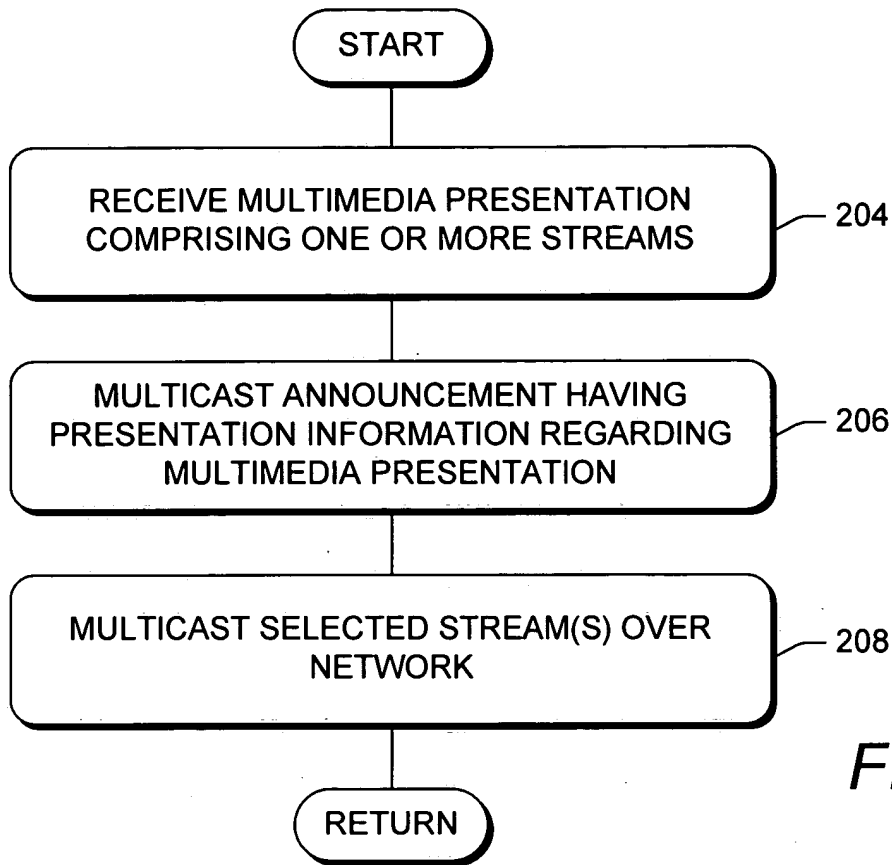 START
RECEIVE MULTIMEDIA PRESENTATION
COMPRISING ONE OR MORE STREAMS
204
MULTICAST ANNOUNCEMENT HAVING
PRESENTATION INFORMATION REGARDING
MULTIMEDIA PRESENTATION
206
MULTICAST SELECTED STREAM(S) OVER
NETWORK
208
RETURN